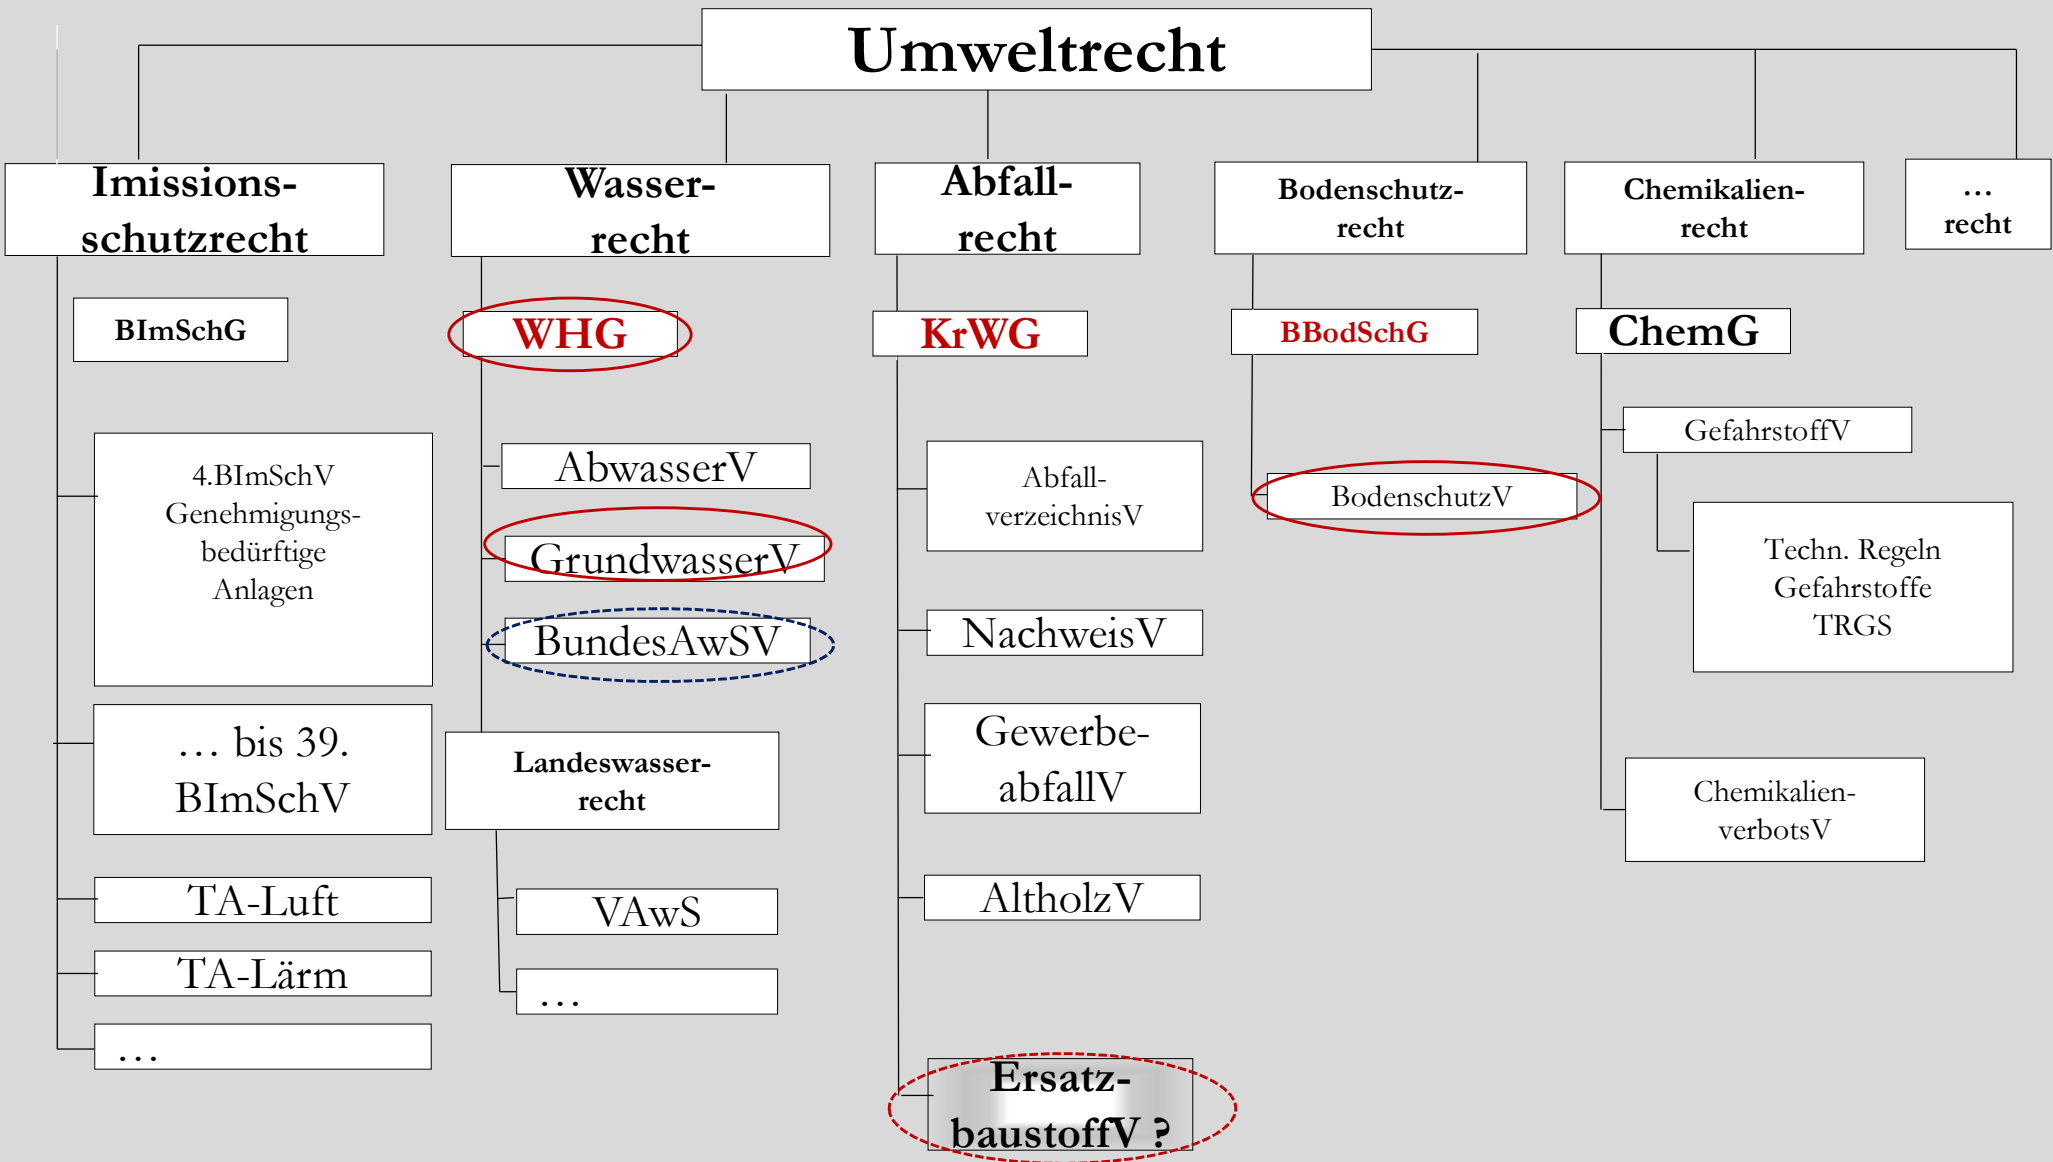 Umweltrecht
Imissions-
schutzrecht
BImSchG
4.BImSchV
Genehmigungs-
bedürftige
Anlagen
… bis 39.
BImSchV
TA-Luft
TA-Lärm
…
Wasser-
recht
WHG
AbwasserV
GrundwasserV
BundesAwSV
Landeswasser-
recht
VAwS
…
Abfall-
recht
KrWG
Abfall-
verzeichnisV
NachweisV
Gewerbe-
abfallV
AltholzV
Ersatz-
baustoffV ?
Bodenschutz-
recht
BBodSchG
BodenschutzV
Chemikalien-
recht
ChemG
GefahrstoffV
Techn. Regeln
Gefahrstoffe
TRGS
Chemikalien-
verbotsV
…
recht